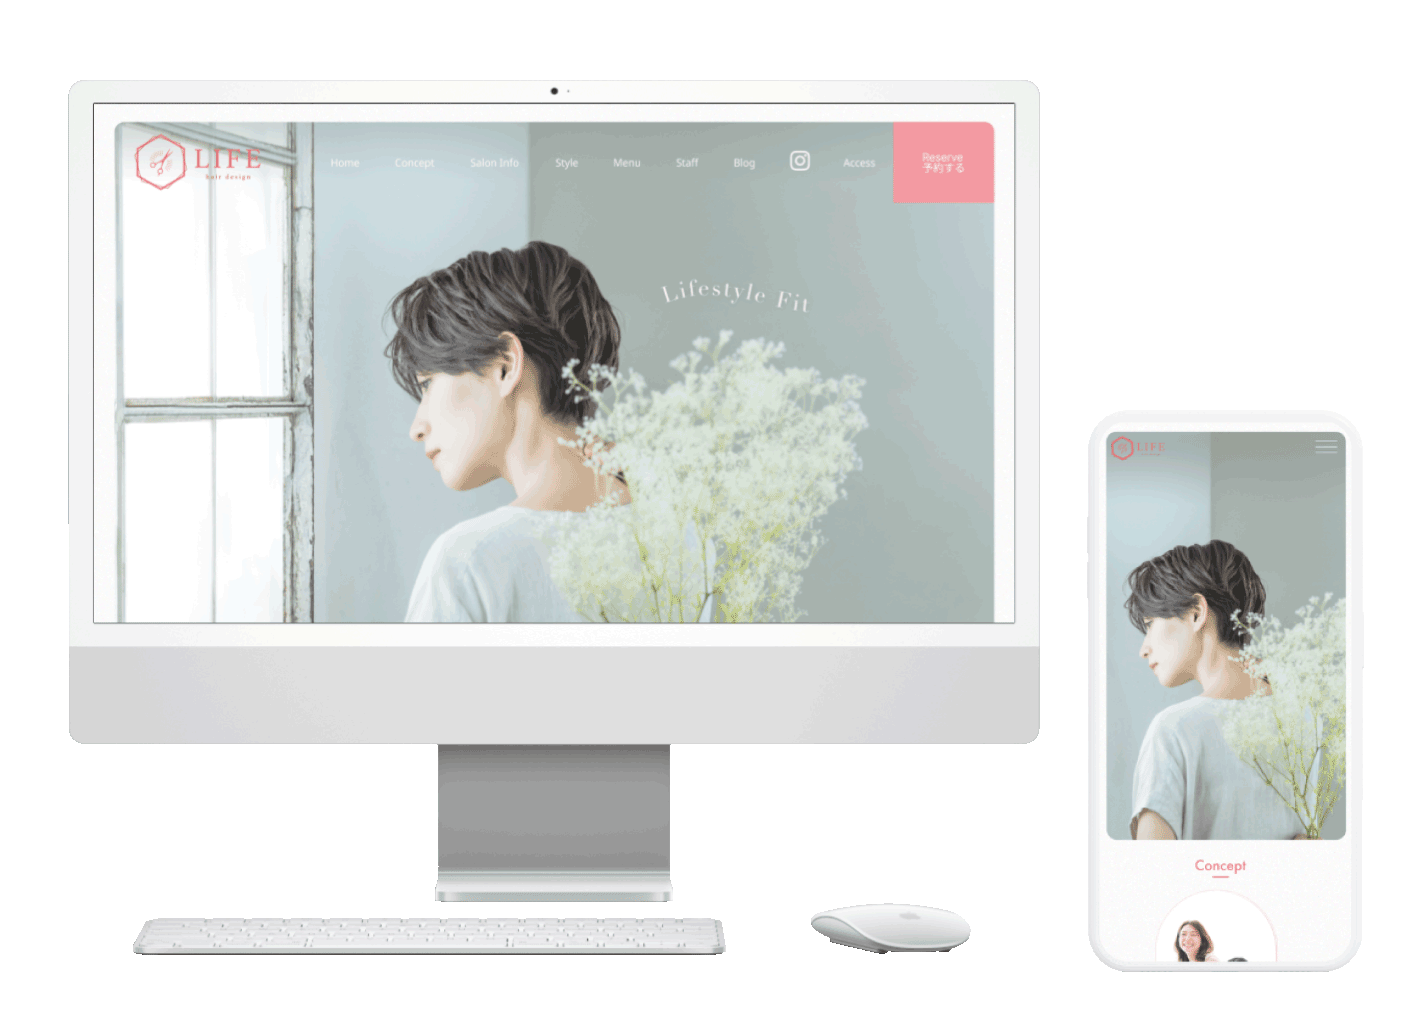 LIFE
hair design
Home
Concept
Salon Info
Style
Menu
Staff
Blog
Access
Reserve
予約する
Lifestyle Fit
LIFE
Concept